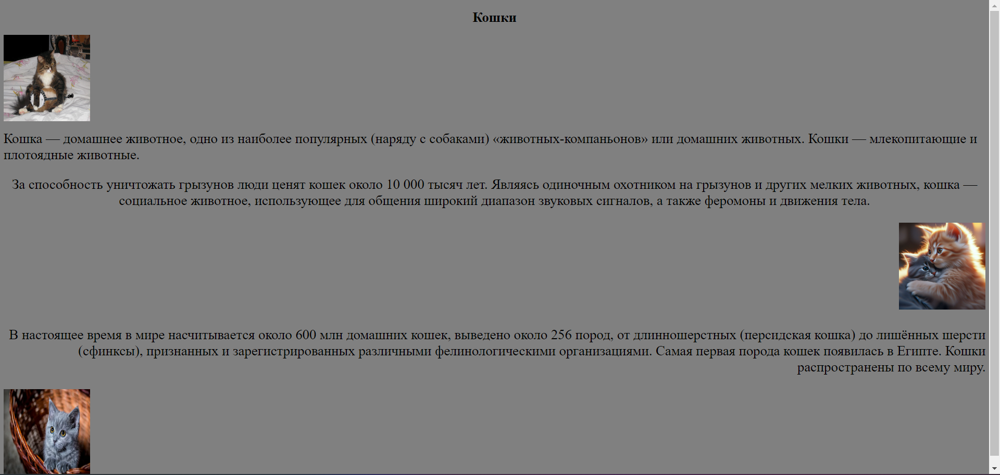 Кошки
Кошка — домашнее животное, одно из наиболее популярных (наряду с собаками) «животных-компаньонов» или домашних животных. Кошки — млекопитающие и
плотоядные животные.
За способность уничтожать грызунов люди ценят кошек около 10 000 тысяч лет. Являясь одиночным охотником на грызунов и других мелких животных, кошка —
социальное животное, использующее для общения широкий диапазон звуковых сигналов, а также феромоны и движения тела.
В настоящее время в мире насчитывается около 600 млн домашних кошек, выведено около 256 пород, от длинношерстных (персидская кошка) до лишённых шерсти
(сфинксы), признанных и зарегистрированных различными фелинологическими организациями. Самая первая порода кошек появилась в Египте. Кошки
распространены по всему миру.